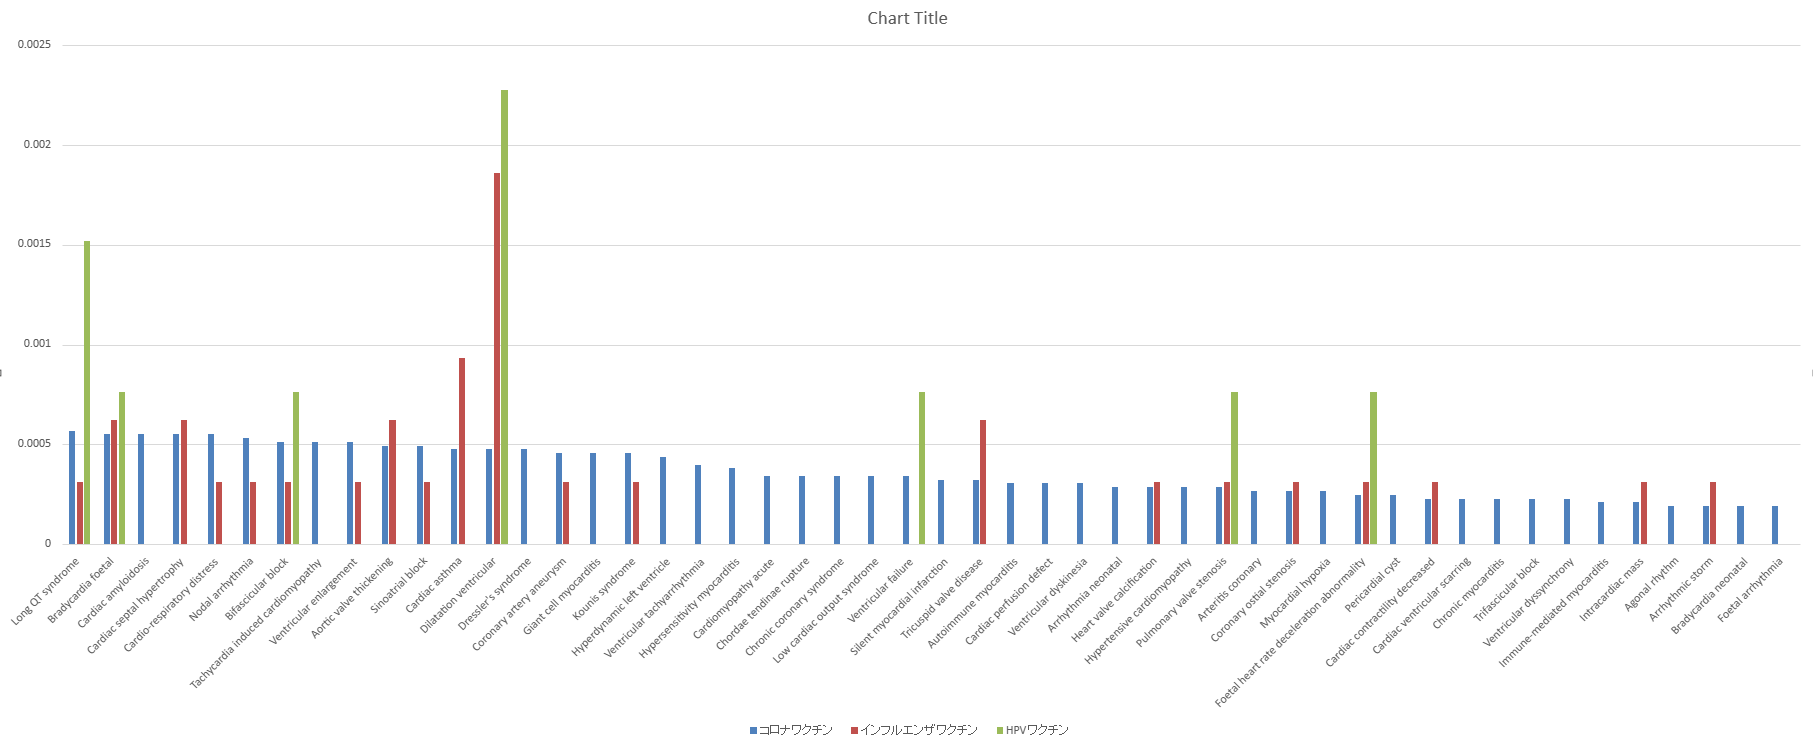 Chart Title
0.0025
0.002
0.0015
0.001
0.0005
0
Long QT syndrome
Bradycardia foetal
Cardiac amyloidosis
Cardiac septal hypertrophy
Cardio-respiratory distress
Nodal arrhythmia
Bifascicular block
Tachycardia induced cardiomyopathy
Ventricular enlargement
Aortic valve thickening
Sinoatrial block
Cardiac asthma
Dilatation ventricular
Dressler's syndrome
Coronary artery aneurysm
Giant cell myocarditis
Kounis syndrome
Hyperdynamic left ventricle
Ventricular tachyarrhythmia
Hypersensitivity myocarditis
Cardiomyopathy acute
Chordae tendinae rupture
Chronic coronary syndrome
Low cardiac output syndrome
Ventricular failure
Silent myocardial infarction
Tricuspid valve disease
Autoimmune myocarditis
Cardiac perfusion defect
Ventricular dyskinesia
Arrhythmia neonatal
Heart valve calcification
Hypertensive cardiomyopathy
Pulmonary valve stenosis
Arteritis coronary
Coronary ostial stenosis
Myocardial hypoxia
Foetal heart rate deceleration abnormality
Pericardial cyst
Cardiac contractility decreased
Cardiac ventricular scarring
Chronic myocarditis
Trifascicular block
Ventricular dyssynchrony
Immune-mediated myocarditis
Intracardiac mass
Agonal rhythm
Arrhythmic storm
Bradycardia neonatal
Foetal arrhythmia
コロナワクチン インフルエンザワクチン HPVワクチン